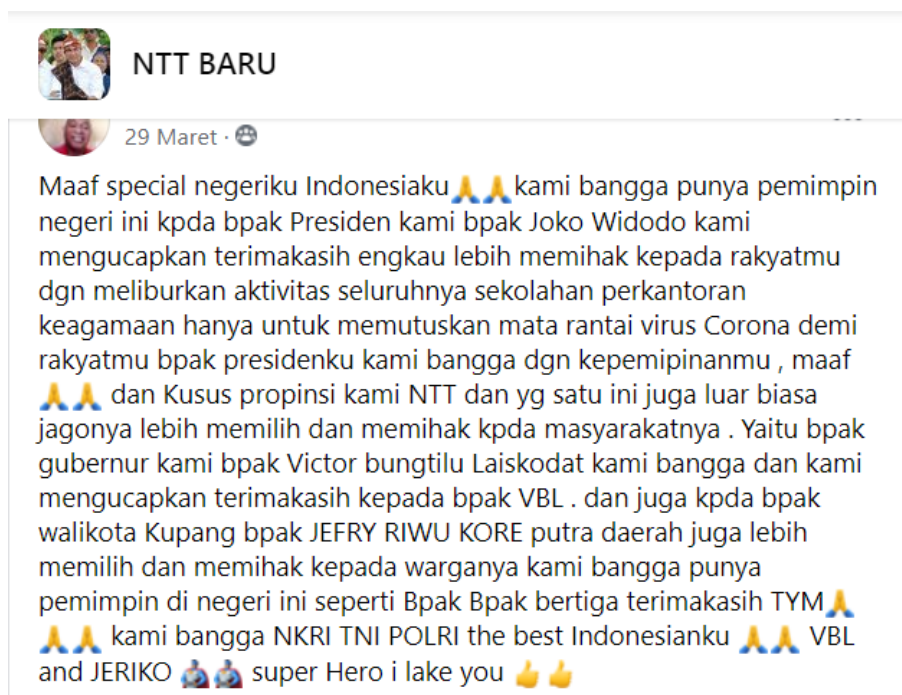 NTT BARU
29 Maret ·
Maaf special negeriku Indonesiaku🙏🙏kami bangga punya pemimpin
negeri ini kpda bpak Presiden kami bpak Joko Widodo kami
mengucapkan terimakasih engkau lebih memihak kepada rakyatmu
dgn meliburkan aktivitas seluruhnya sekolahan perkantoran
keagamaan hanya untuk memutuskan mata rantai virus Corona demi
rakyatmu bpak presidenku kami bangga dgn kepemipinanmu , maaf
🙏🙏 dan Kusus propinsi kami NTT dan yg satu ini juga luar biasa
jagonya lebih memilih dan memihak kpda masyarakatnya . Yaitu bpak
gubernur kami bpak Victor bungtilu Laiskodat kami bangga dan kami
mengucapkan terimakasih kepada bpak VBL . dan juga kpda bpak
walikota Kupang bpak JEFRY RIWU KORE putra daerah juga lebih
memilih dan memihak kepada warganya kami bangga punya
pemimpin di negeri ini seperti Bpak Bpak bertiga terimakasih TYM🙏
🙏🙏 kami bangga NKRI TNI POLRI the best Indonesianku 🙏🙏 VBL
and JERIKO 🦸‍♂️🦸‍♂️ super Hero i lake you 👍👍